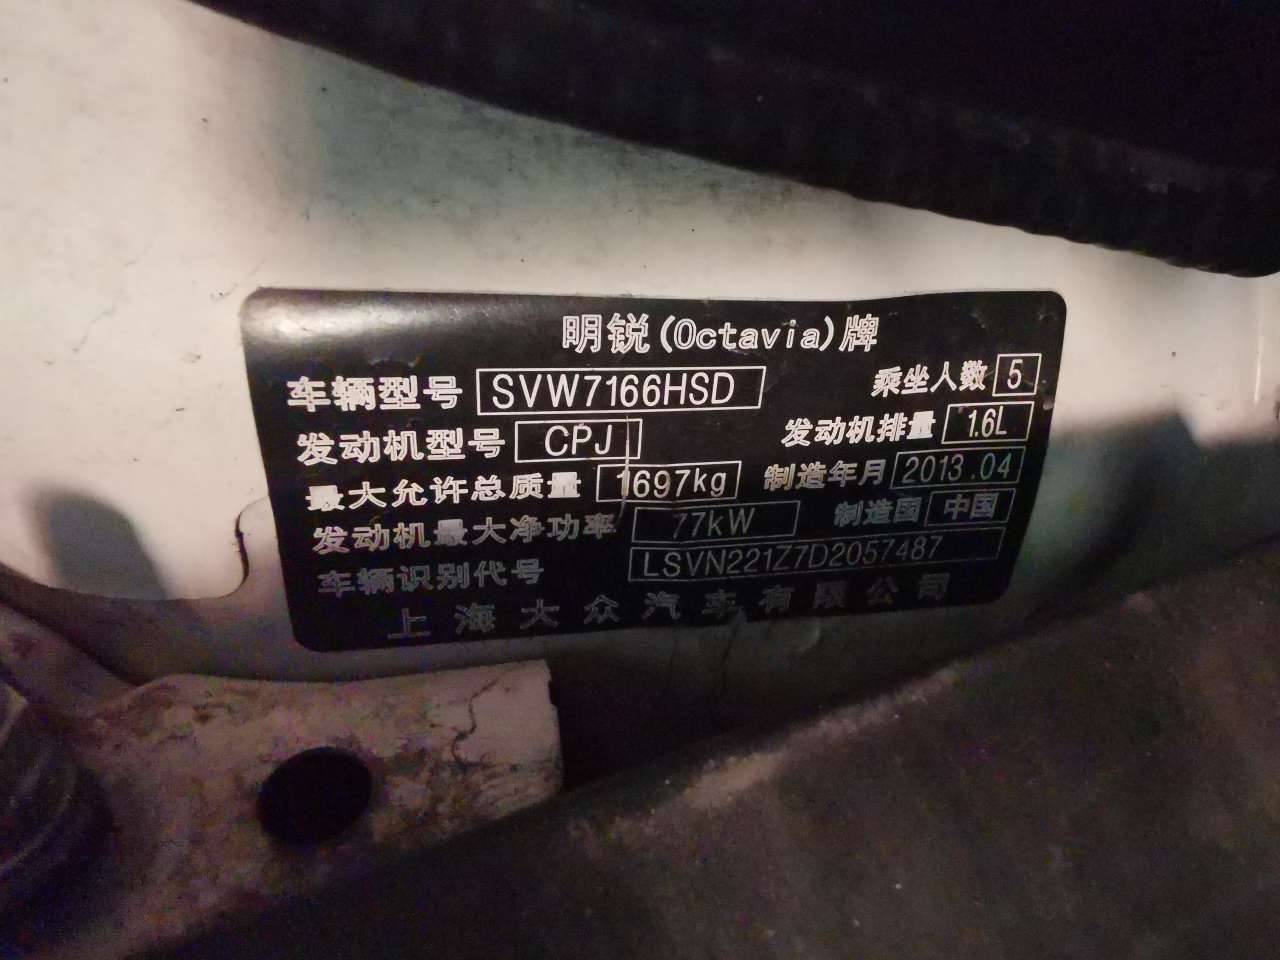 明锐(Octavia)牌
车辆型号 SVW7166HSD 乘坐人数 5
发动机型号 CPJ 发动机排量 1.6L
最大允许总质量 1697kg 制造年月 2013.04
发动机最大净功率 77kW 制造国 中国
车辆识别代号 LSVN221Z7D2057487
上海大众汽车有限公司